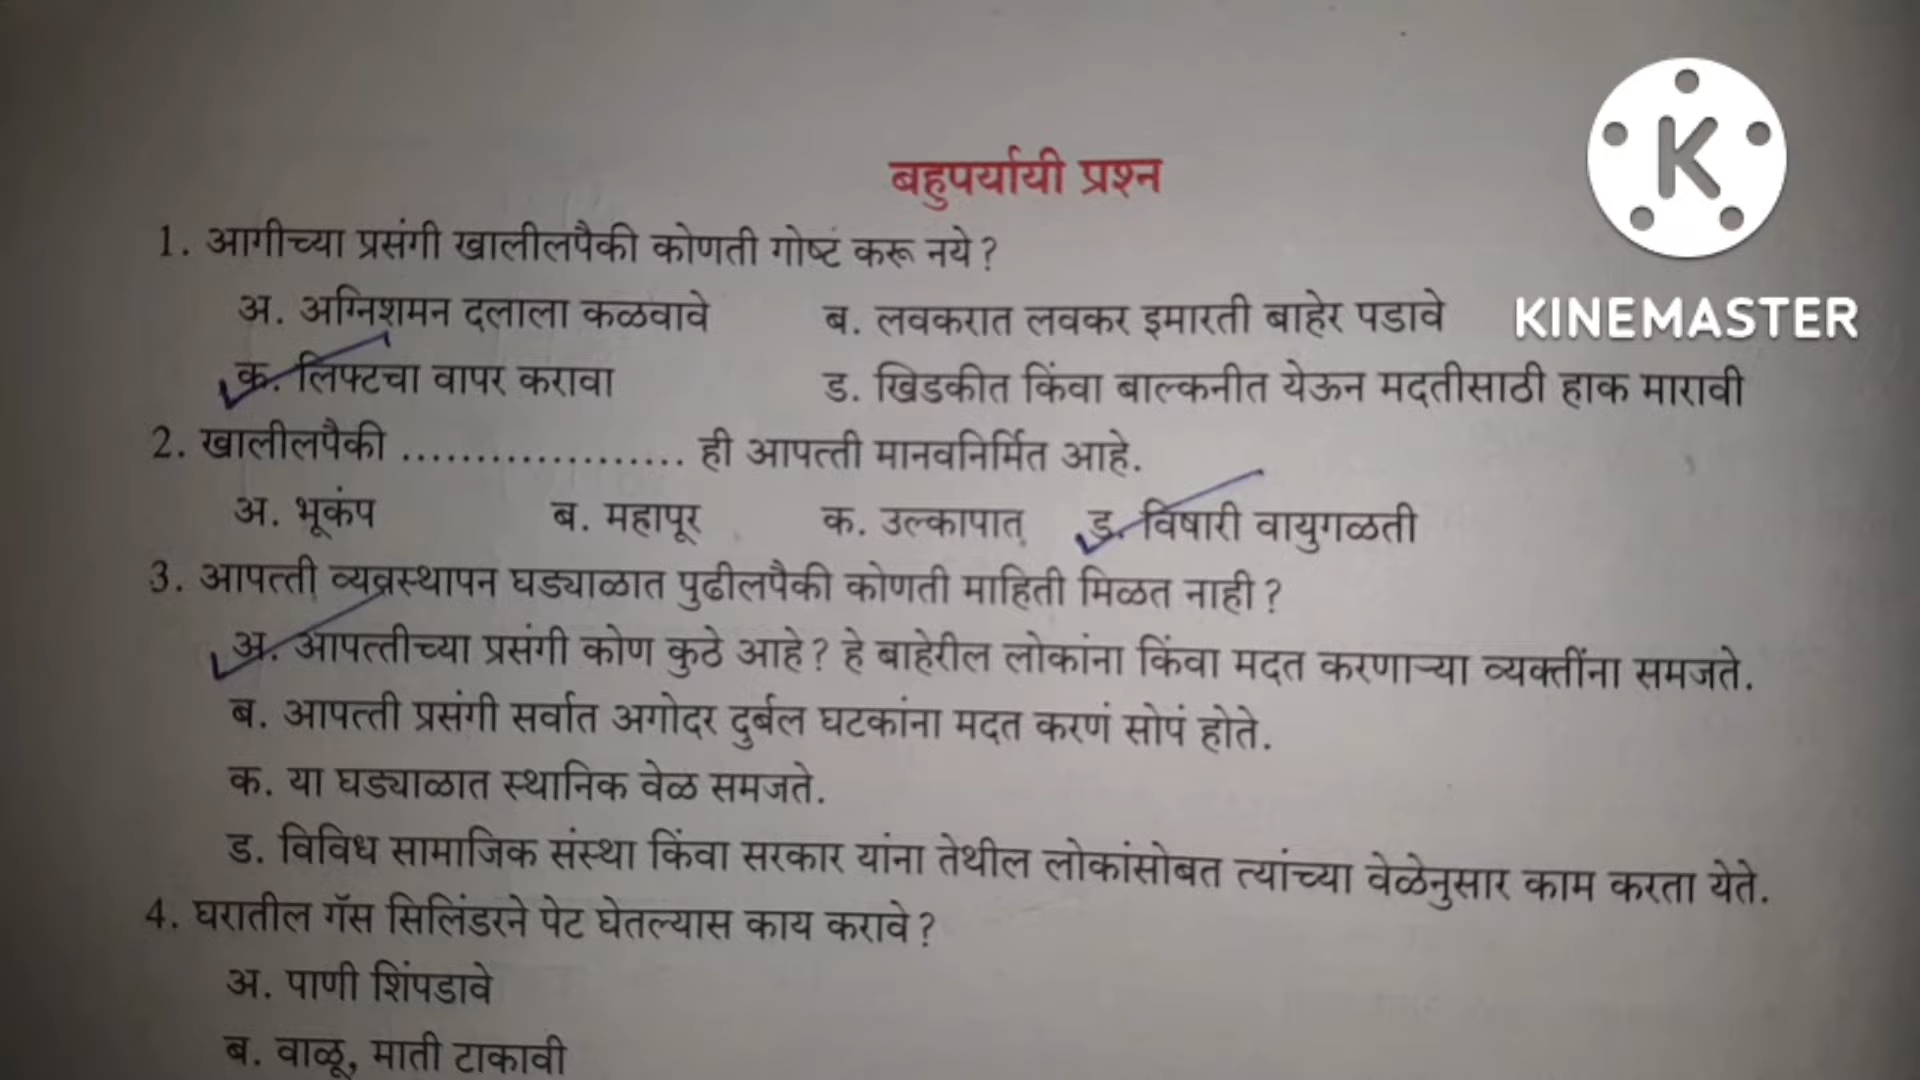 बहुपर्यायी प्रश्न
1. आगीच्या प्रसंगी खालीलपैकी कोणती गोष्टं करू नये?
अ. अग्निशमन दलाला कळवावे ब. लवकरात लवकर इमारती बाहेर पडावे
क. लिफ्टचा वापर करावा ड. खिडकीत किंवा बाल्कनीत येऊन मदतीसाठी हाक मारावी
2. खालीलपैकी ................... ही आपत्ती मानवनिर्मित आहे.
अ. भूकंप ब. महापूर क. उल्कापात ड. विषारी वायुगळती
3. आपत्ती व्यवस्थापन घड्याळात पुढीलपैकी कोणती माहिती मिळत नाही?
अ. आपत्तीच्या प्रसंगी कोण कुठे आहे? हे बाहेरील लोकांना किंवा मदत करणाऱ्या व्यक्तींना समजते.
ब. आपत्ती प्रसंगी सर्वात अगोदर दुर्बल घटकांना मदत करणं सोपं होते.
क. या घड्याळात स्थानिक वेळ समजते.
ड. विविध सामाजिक संस्था किंवा सरकार यांना तेथील लोकांसोबत त्यांच्या वेळेनुसार काम करता येते.
4. घरातील गॅस सिलिंडरने पेट घेतल्यास काय करावे?
अ. पाणी शिंपडावे
ब. वाळू, माती टाकावी
K
KINEMASTER